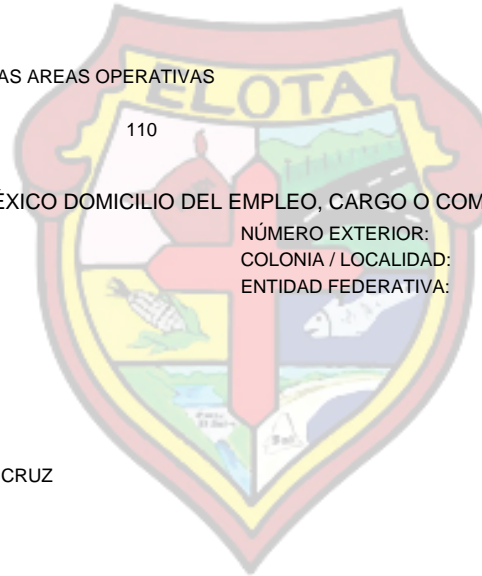 AS AREAS OPERATIVAS
ELOTA
110
ÉXICO DOMICILIO DEL EMPLEO, CARGO O COM
NÚMERO EXTERIOR:
COLONIA / LOCALIDAD:
ENTIDAD FEDERATIVA:
CRUZ